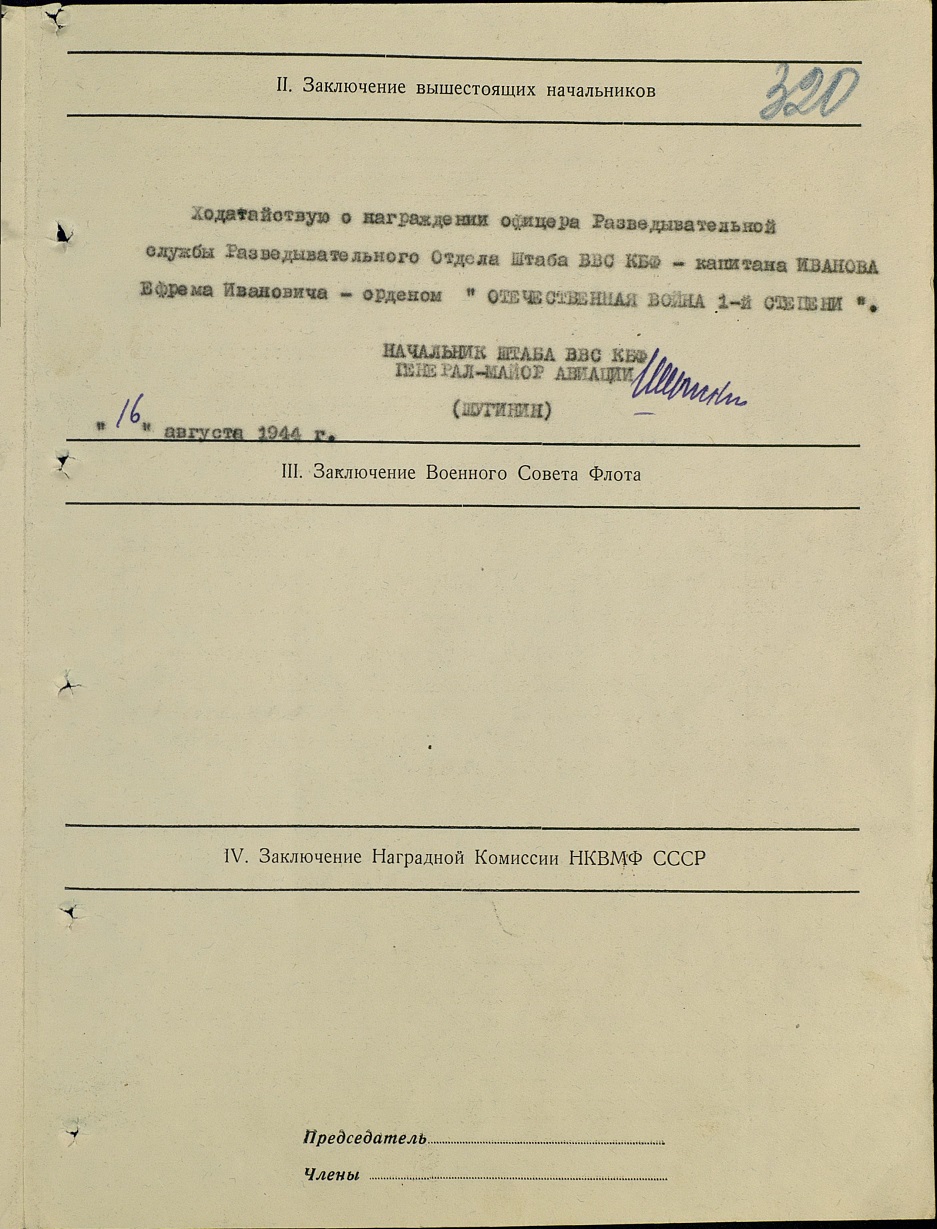 320
II. Заключение вышестоящих начальников
Ходатайствую о награждении офицера Разведывательной
службы Разведывательного Отдела Штаба ВВС КБФ – капитана ИВАНОВА
Ефрема Ивановича – орденом " ОТЕЧЕСТВЕННАЯ ВОЙНА 1-й СТЕПЕНИ ".
НАЧАЛЬНИК ШТАБА ВВС КБФ
ГЕНЕРАЛ-МАЙОР АВИАЦИИ
(ШУГИНИН)
"16" августа 1944 г.
III. Заключение Военного Совета Флота
IV. Заключение Наградной Комиссии НКВМФ СССР
Председатель
Члены